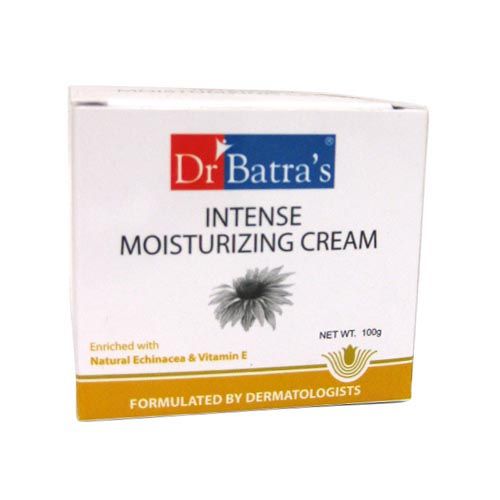 Dr Batra's®
INTENSE
MOISTURIZING CREAM
NET WT. 100g
Enriched with
Natural Echinacea & Vitamin E
FORMULATED BY DERMATOLOGISTS